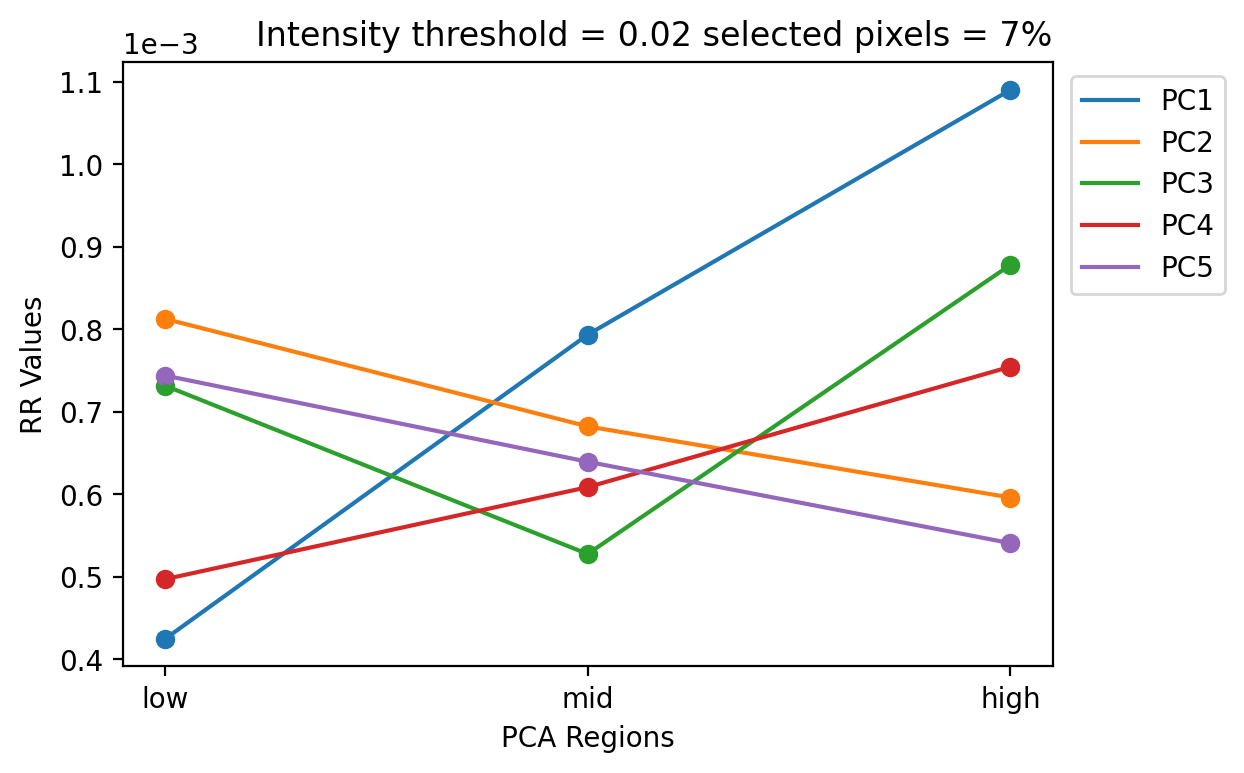 Intensity threshold = 0.02 selected pixels = 7%
1e−3
1.1
1.0
0.9
0.8
0.7
0.6
0.5
0.4
RR Values
low mid high
PCA Regions
PC1
PC2
PC3
PC4
PC5